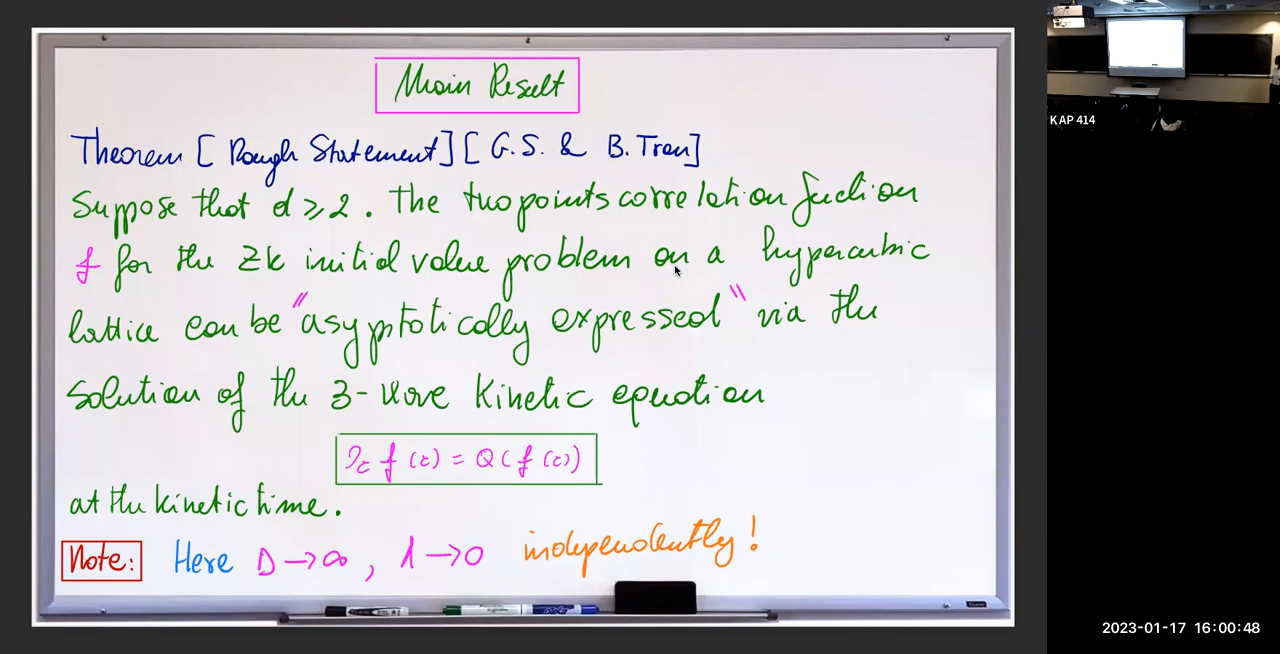 Main Result
Theorem [Rough Statement] [G.S. & B.Tran]
Suppose that d ≥ 2. The two points correlation fuction
f for the ZK initial value problem on a hypercubic
lattice can be "asyptotically expressed" via the
solution of the 3-wave kinetic equation
∂τ f(τ) = Q(f(τ))
at the kinetic time.
Note: Here D → ∞, λ → 0 independently!
KAP 414
2023-01-17 16:00:48